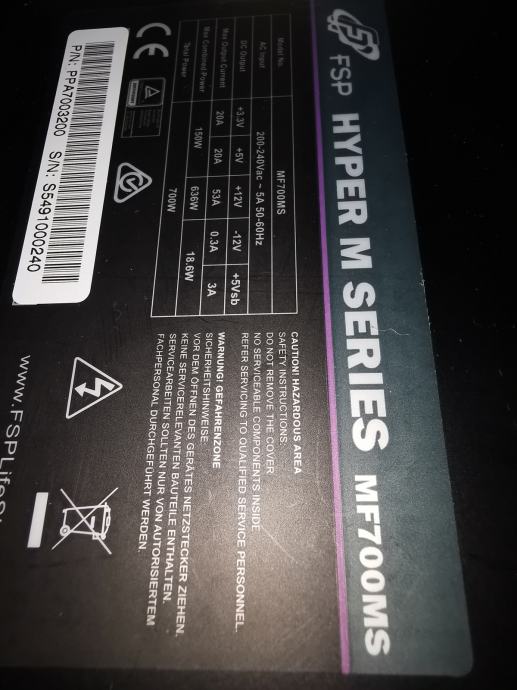 FSP HYPER M SERIES MF700MS
Model No. MF700MS
AC Input 200-240Vac ~ 5A 50-60Hz
DC Output +3.3V +5V +12V -12V +5Vsb
Max Output Current 20A 20A 53A 0.3A 3A
Max Combined Power 150W 636W 18.6W
Total Power 700W
CAUTION! HAZARDOUS AREA
SAFETY INSTRUCTIONS:
DO NOT REMOVE THE COVER
NO SERVICEABLE COMPONENTS INSIDE
REFER SERVICING TO QUALIFIED SERVICE PERSONNEL.
WARNUNG! GEFAHRENZONE
SICHERHEITSHINWEISE:
VOR DEM ÖFFNEN DES GERÄTES NETZSTECKER ZIEHEN.
KEINE SERVICERELEVANTEN BAUTEILE ENTHALTEN.
SERVICEARBEITEN SOLLTEN NUR VON AUTORISIERTEM
FACHPERSONAL DURCHGEFÜHRT WERDEN.
CE
P/N: PPA7003200 S/N: S5491000240